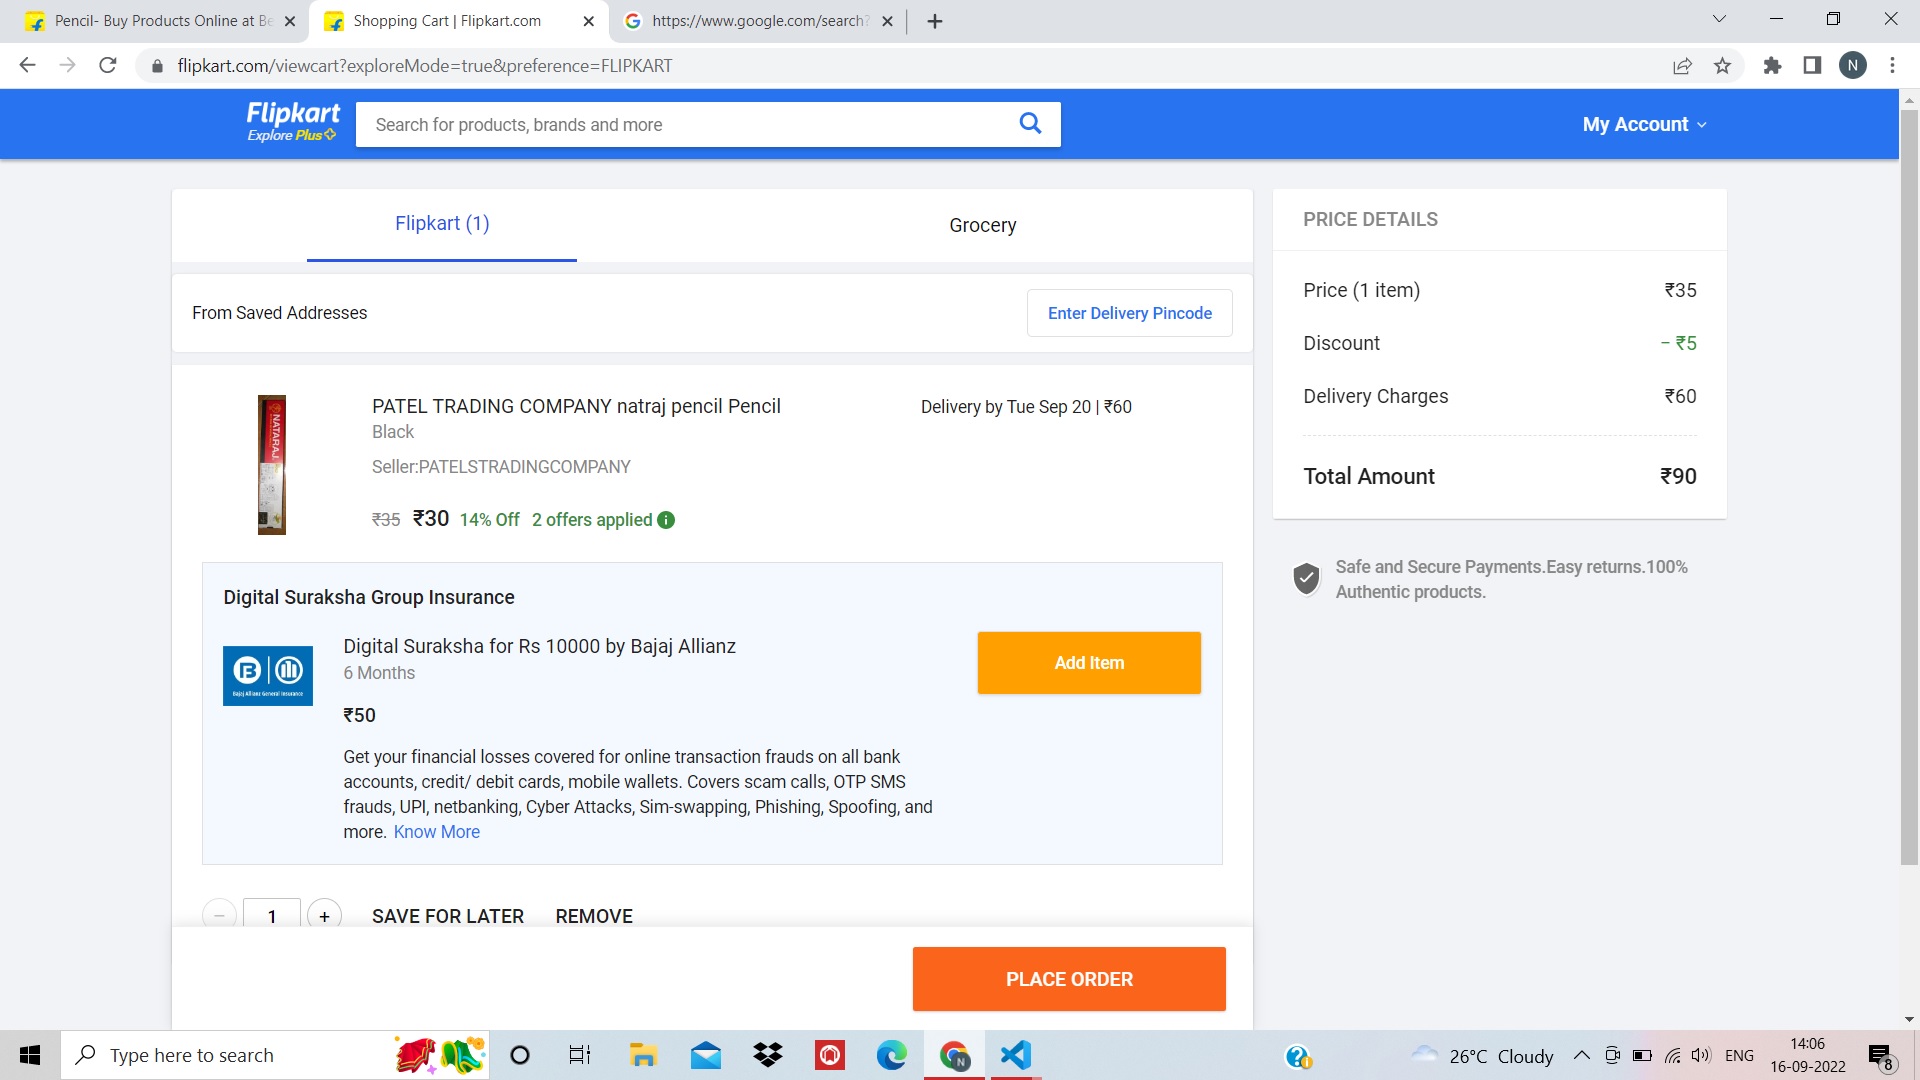 Pencil- Buy Products Online at Be
Shopping Cart | Flipkart.com
https://www.google.com/search?
flipkart.com/viewcart?exploreMode=true&preference=FLIPKART
N
Flipkart
Explore Plus
Search for products, brands and more
My Account
Flipkart (1)
Grocery
From Saved Addresses
Enter Delivery Pincode
NATARAJ
PATEL TRADING COMPANY natraj pencil Pencil
Black
Seller:PATELSTRADINGCOMPANY
₹35 ₹30 14% Off 2 offers applied
Delivery by Tue Sep 20 | ₹60
Digital Suraksha Group Insurance
Bajaj Allianz General Insurance
Digital Suraksha for Rs 10000 by Bajaj Allianz
6 Months
₹50
Add Item
Get your financial losses covered for online transaction frauds on all bank
accounts, credit/ debit cards, mobile wallets. Covers scam calls, OTP SMS
frauds, UPI, netbanking, Cyber Attacks, Sim-swapping, Phishing, Spoofing, and
more. Know More
− 1 + SAVE FOR LATER REMOVE
PLACE ORDER
PRICE DETAILS
Price (1 item) ₹35
Discount − ₹5
Delivery Charges ₹60
Total Amount ₹90
Safe and Secure Payments.Easy returns.100%
Authentic products.
Type here to search
N
26°C Cloudy
ENG
14:06
16-09-2022
8